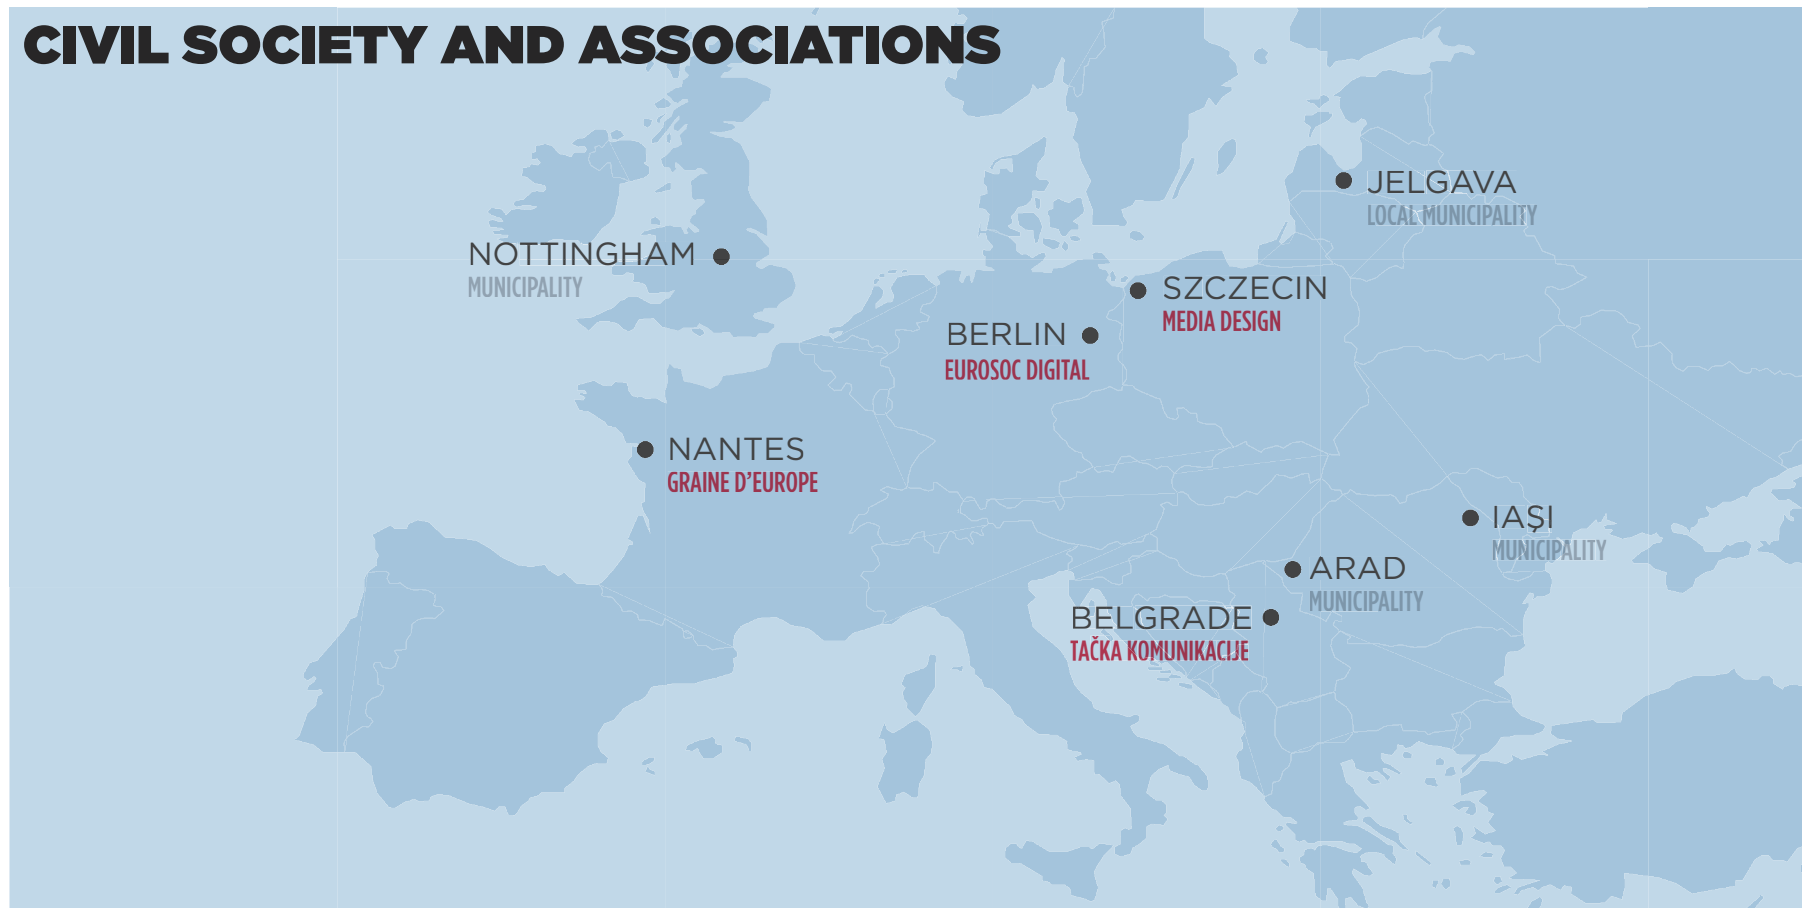 CIVIL SOCIETY AND ASSOCIATIONS
JELGAVA
LOCAL MUNICIPALITY
NOTTINGHAM
MUNICIPALITY
SZCZECIN
MEDIA DESIGN
BERLIN
EUROSOC DIGITAL
NANTES
GRAINE D’EUROPE
IAŞI
MUNICIPALITY
ARAD
MUNICIPALITY
BELGRADE
TAČKA KOMUNIKACIJE